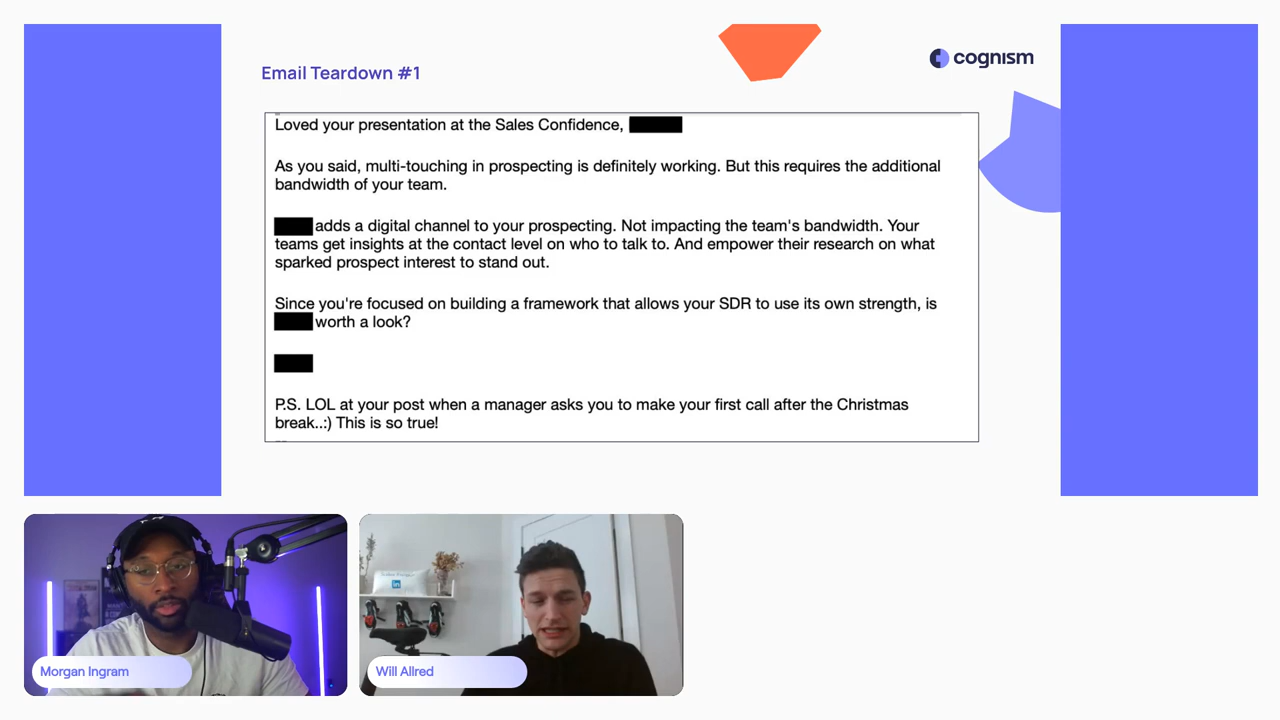 Email Teardown #1
cognism
Loved your presentation at the Sales Confidence,
As you said, multi-touching in prospecting is definitely working. But this requires the additional
bandwidth of your team.
adds a digital channel to your prospecting. Not impacting the team's bandwidth. Your
teams get insights at the contact level on who to talk to. And empower their research on what
sparked prospect interest to stand out.
Since you're focused on building a framework that allows your SDR to use its own strength, is
worth a look?
P.S. LOL at your post when a manager asks you to make your first call after the Christmas
break..:) This is so true!
Morgan Ingram
in
Will Allred